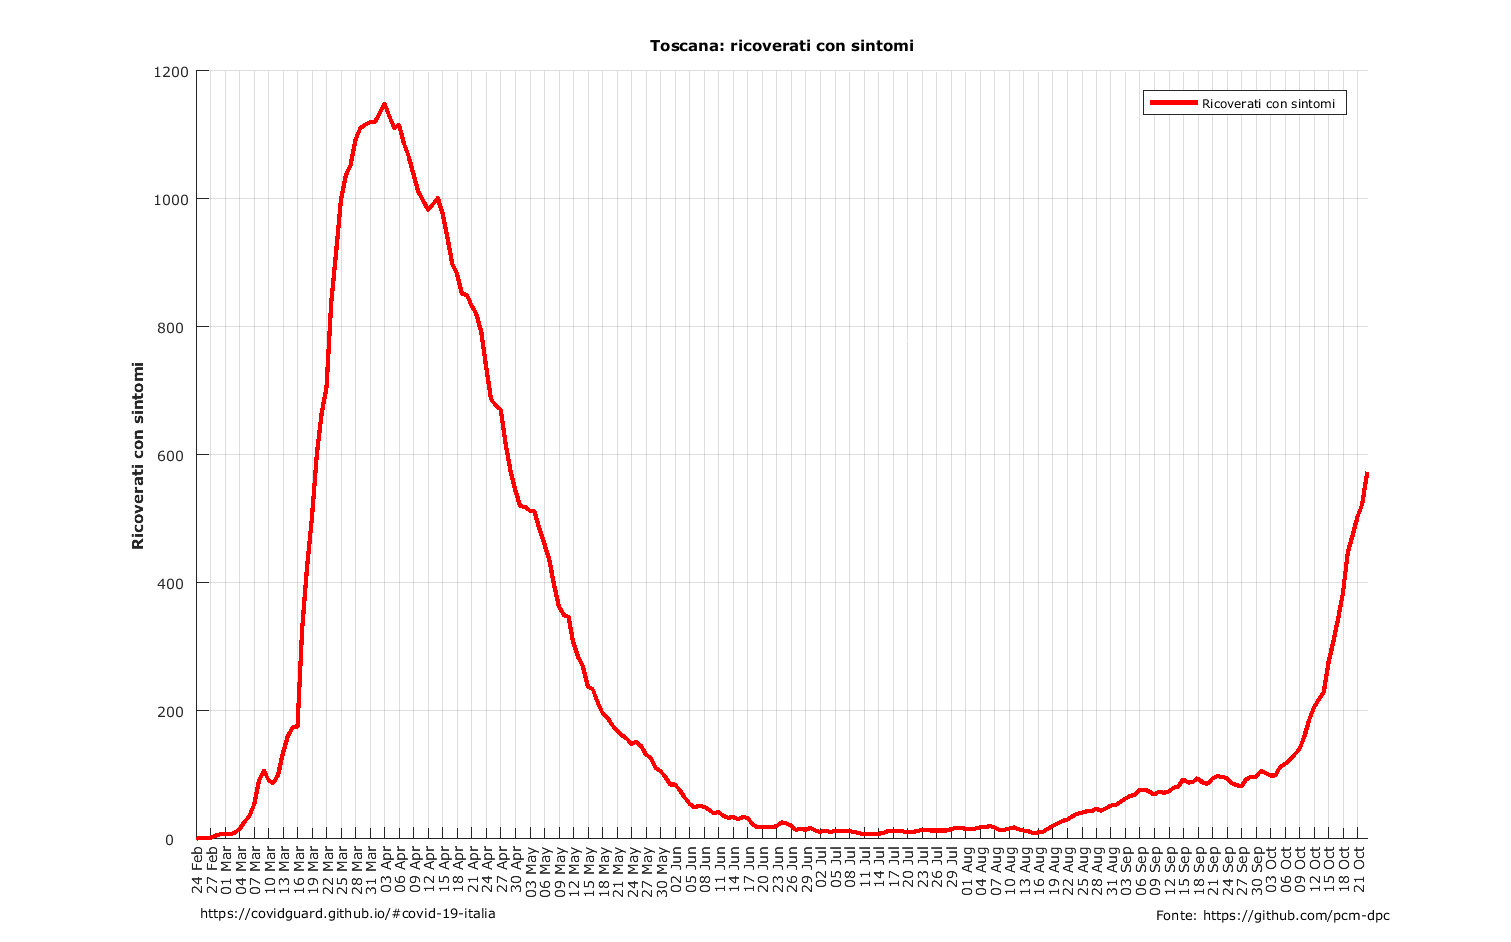 Toscana: ricoverati con sintomi
Ricoverati con sintomi
Ricoverati con sintomi
1200
1000
800
600
400
200
0
24 Feb
27 Feb
01 Mar
04 Mar
07 Mar
10 Mar
13 Mar
16 Mar
19 Mar
22 Mar
25 Mar
28 Mar
31 Mar
03 Apr
06 Apr
09 Apr
12 Apr
15 Apr
18 Apr
21 Apr
24 Apr
27 Apr
30 Apr
03 May
06 May
09 May
12 May
15 May
18 May
21 May
24 May
27 May
30 May
02 Jun
05 Jun
08 Jun
11 Jun
14 Jun
17 Jun
20 Jun
23 Jun
26 Jun
29 Jun
02 Jul
05 Jul
08 Jul
11 Jul
14 Jul
17 Jul
20 Jul
23 Jul
26 Jul
29 Jul
01 Aug
04 Aug
07 Aug
10 Aug
13 Aug
16 Aug
19 Aug
22 Aug
25 Aug
28 Aug
31 Aug
03 Sep
06 Sep
09 Sep
12 Sep
15 Sep
18 Sep
21 Sep
24 Sep
27 Sep
30 Sep
03 Oct
06 Oct
09 Oct
12 Oct
15 Oct
18 Oct
21 Oct
https://covidguard.github.io/#covid-19-italia
Fonte: https://github.com/pcm-dpc